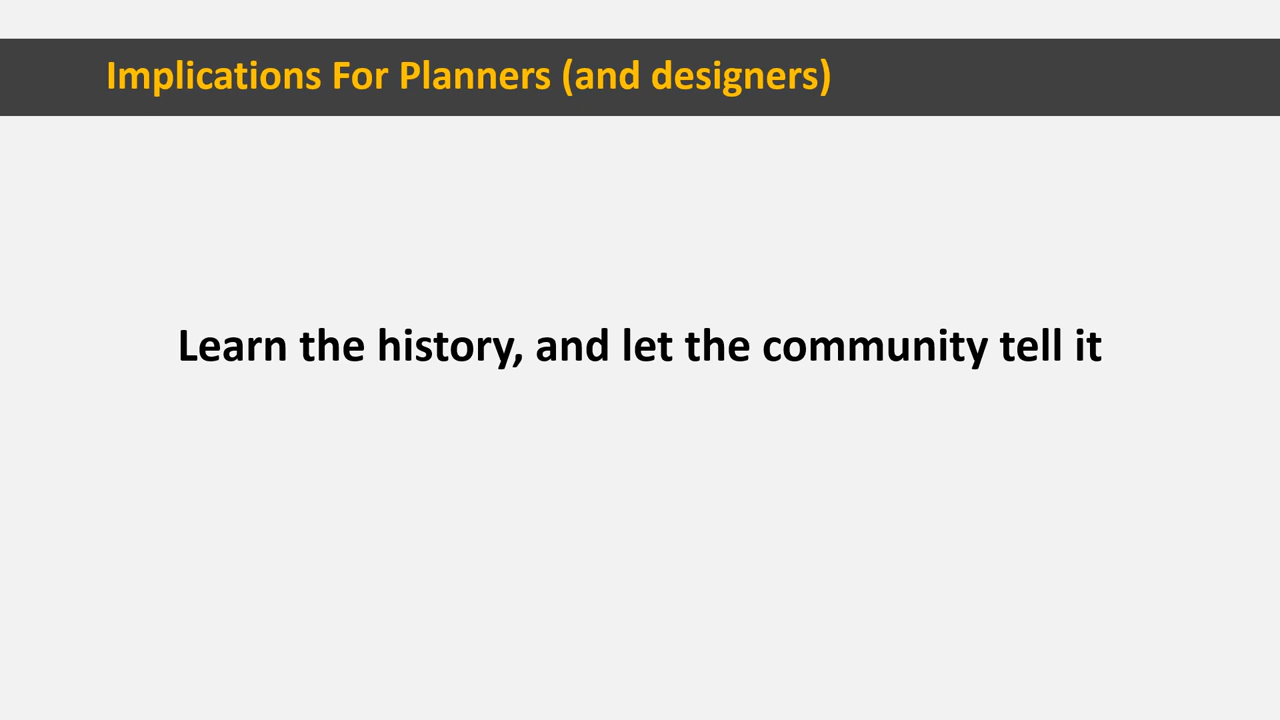 Implications For Planners (and designers)
Learn the history, and let the community tell it